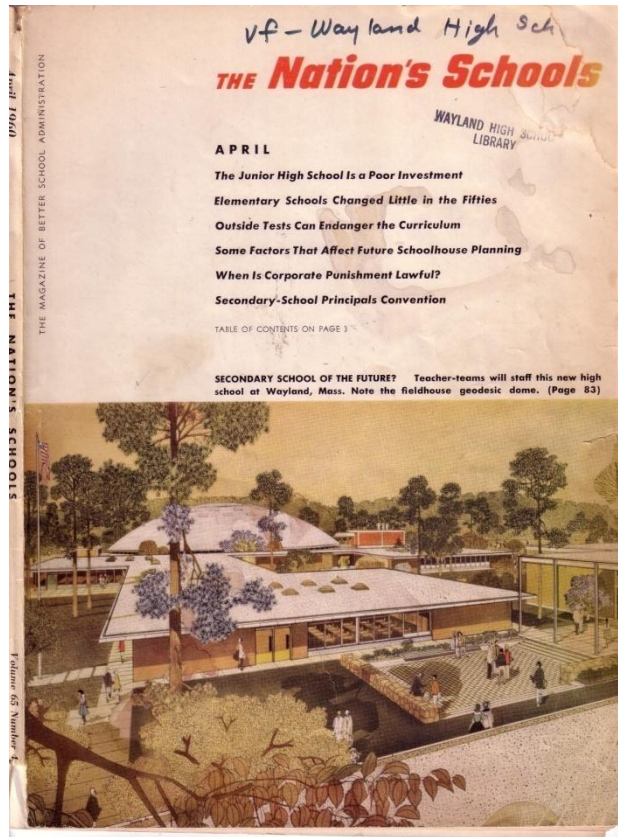 vf - Wayland High Sch
THE Nation's Schools
WAYLAND HIGH SCHOOL
LIBRARY
APRIL
The Junior High School Is a Poor Investment
Elementary Schools Changed Little in the Fifties
Outside Tests Can Endanger the Curriculum
Some Factors That Affect Future Schoolhouse Planning
When Is Corporate Punishment Lawful?
Secondary-School Principals Convention
TABLE OF CONTENTS ON PAGE 3
SECONDARY SCHOOL OF THE FUTURE? Teacher-teams will staff this new high
school at Wayland, Mass. Note the fieldhouse geodesic dome. (Page 83)
THE MAGAZINE OF BETTER SCHOOL ADMINISTRATION
April 1960
THE NATION'S SCHOOLS
Volume 65 Number 4